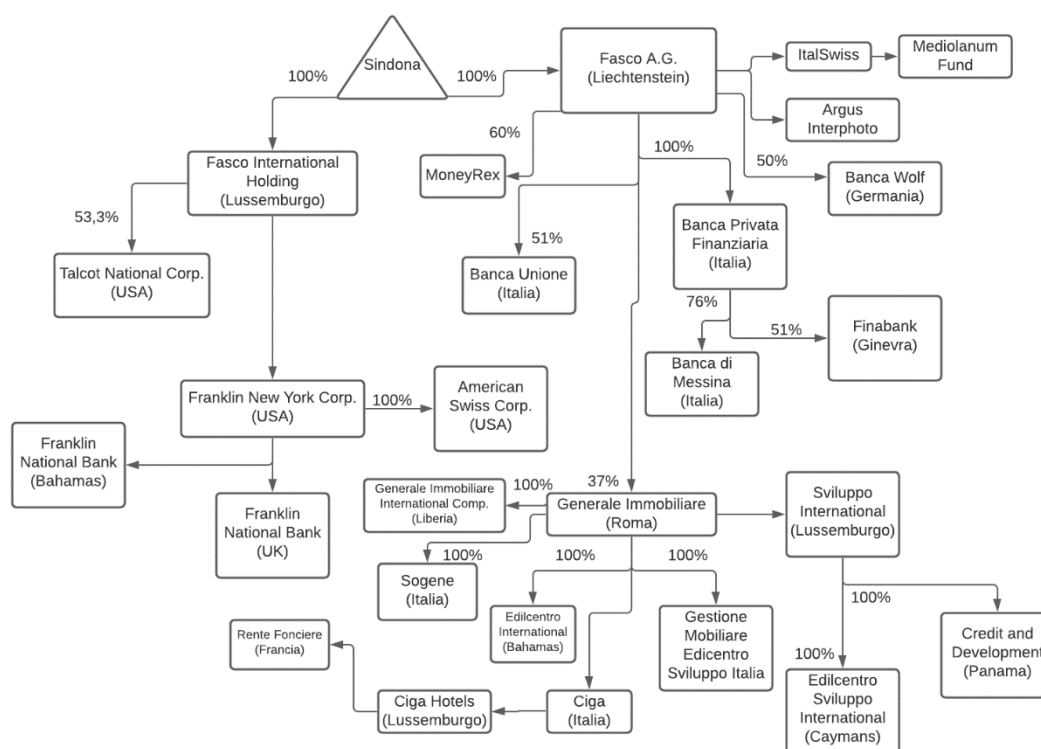 Sindona
100%
100%
Fasco A.G.
(Liechtenstein)
ItalSwiss
Mediolanum
Fund
Argus
Interphoto
60%
MoneyRex
100%
50%
Banca Wolf
(Germania)
Fasco International
Holding
(Lussemburgo)
53,3%
Talcot National Corp.
(USA)
51%
Banca Unione
(Italia)
Banca Privata
Finanziaria
(Italia)
76%
51%
Finabank
(Ginevra)
Banca di
Messina
(Italia)
Franklin New York Corp.
(USA)
100%
American
Swiss Corp.
(USA)
Franklin
National Bank
(Bahamas)
Franklin
National Bank
(UK)
37%
Generale Immobiliare
(Roma)
100%
Generale Immobiliare
International Comp.
(Liberia)
100%
Sogene
(Italia)
100%
Edilcentro
International
(Bahamas)
100%
Gestione
Mobiliare
Edicentro
Sviluppo Italia
Sviluppo
International
(Lussemburgo)
100%
Credit and
Development
(Panama)
100%
Edilcentro
Sviluppo
International
(Caymans)
Rente Fonciere
(Francia)
Ciga Hotels
(Lussemburgo)
Ciga
(Italia)